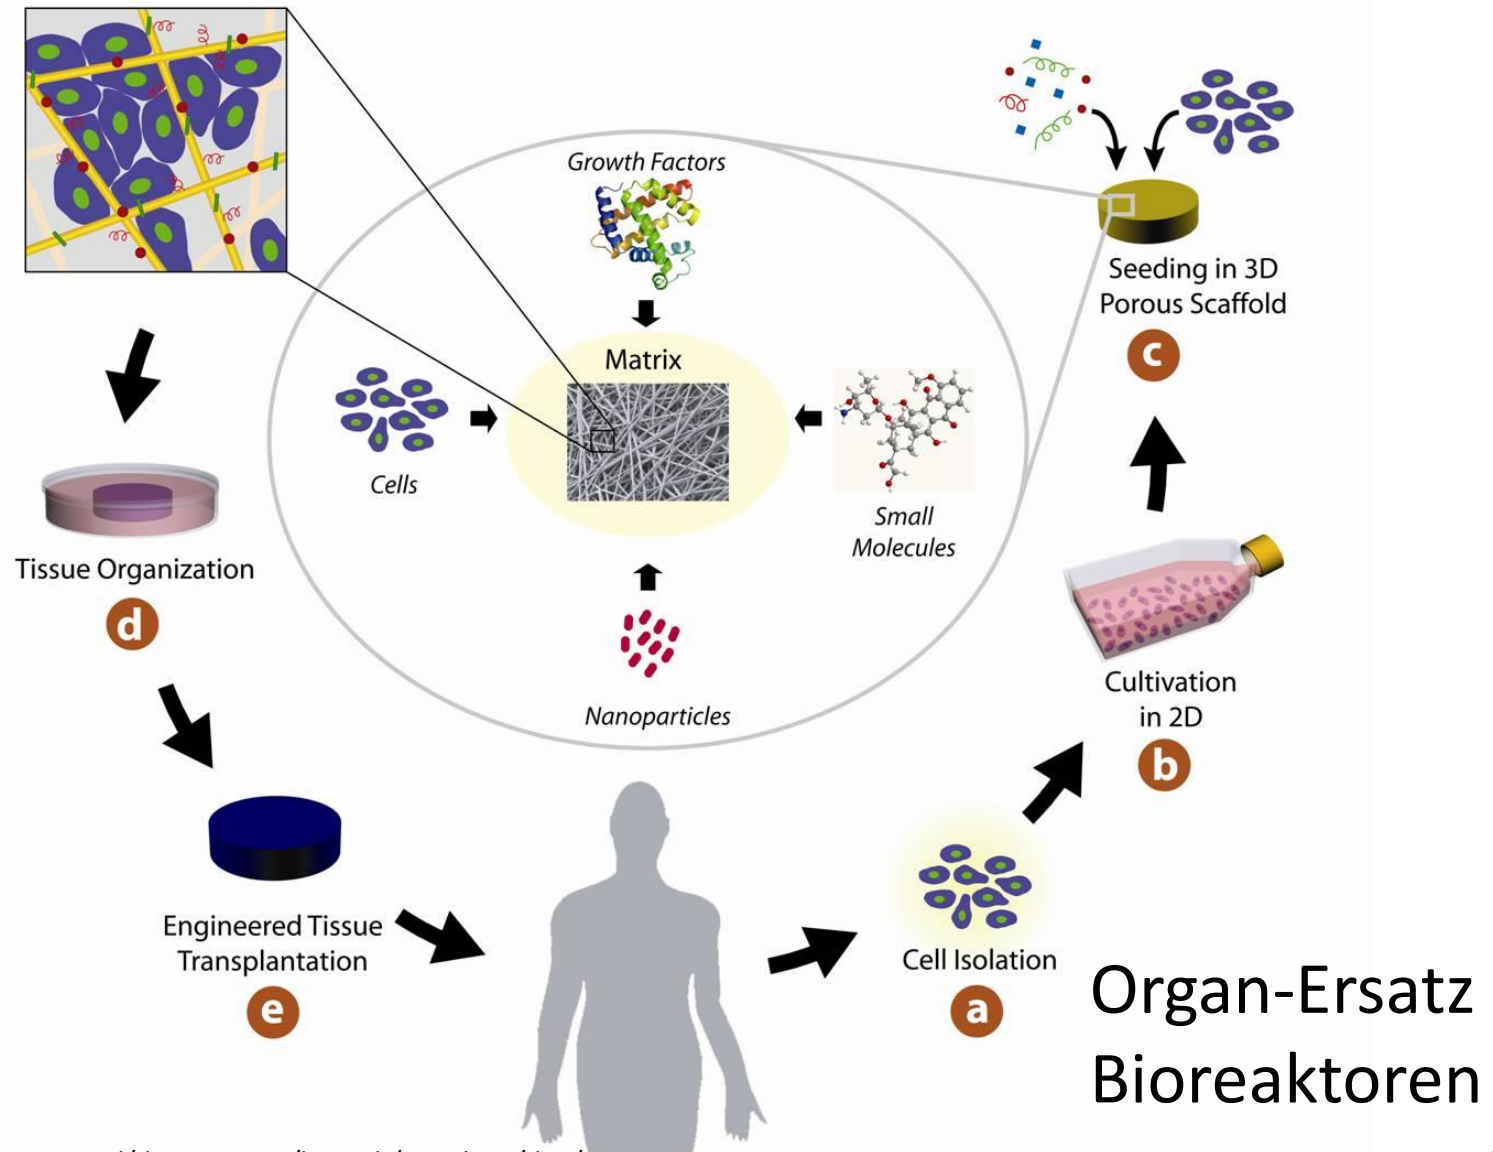 Growth Factors
Matrix
Cells
Small
Molecules
Nanoparticles
Seeding in 3D
Porous Scaffold
c
Tissue Organization
d
Cultivation
in 2D
b
Engineered Tissue
Transplantation
e
Cell Isolation
a
Organ-Ersatz
Bioreaktoren